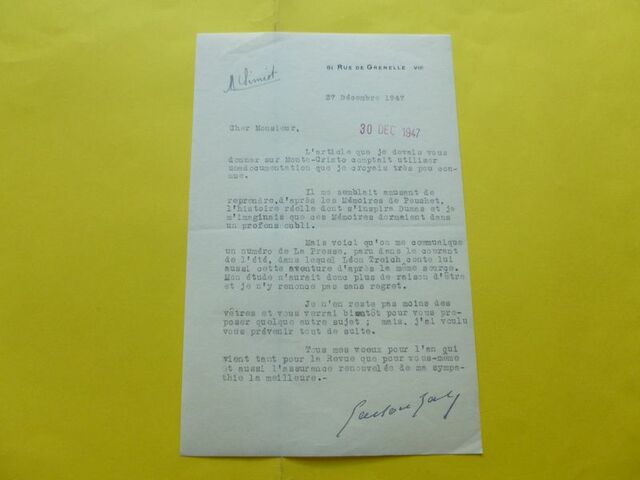 81 RUE DE GRENELLE VIIe
27 Décembre 1947
Cher Monsieur,
30 DEC 1947
L'article que je devais vous
donner sur Monte-Cristo comptait utiliser
unedocumentation que je croyais très peu con-
nue.
Il me semblait amusant de
reprendre,d'après les Mémoires de Peuchet,
l'histoire réelle dont s'inspira Dumas et je
m'imaginais que ces Mémoires dormaient dans
un profons oubli.
Mais voici qu'on me communique
un numéro de La Presse, paru dans le courant
de l'été, dans lequel Léon Treich conte lui
aussi cette aventure d'après la même source.
Mon étude n'aurait donc plus de raison d'être
et je n'y renonce pas sans regret.
Je n'en reste pas moins des
vôtres et vous verrai bientôt pour vous pro-
poser quelque autre sujet ; mais, j'ai voulu
vous prévenir tout de suite.
Tous mes voeux pour l'an qui
vient tant pour la Revue que pour vous-même
et aussi l'assurance renouvelée de ma sympa-
thie la meilleure.-